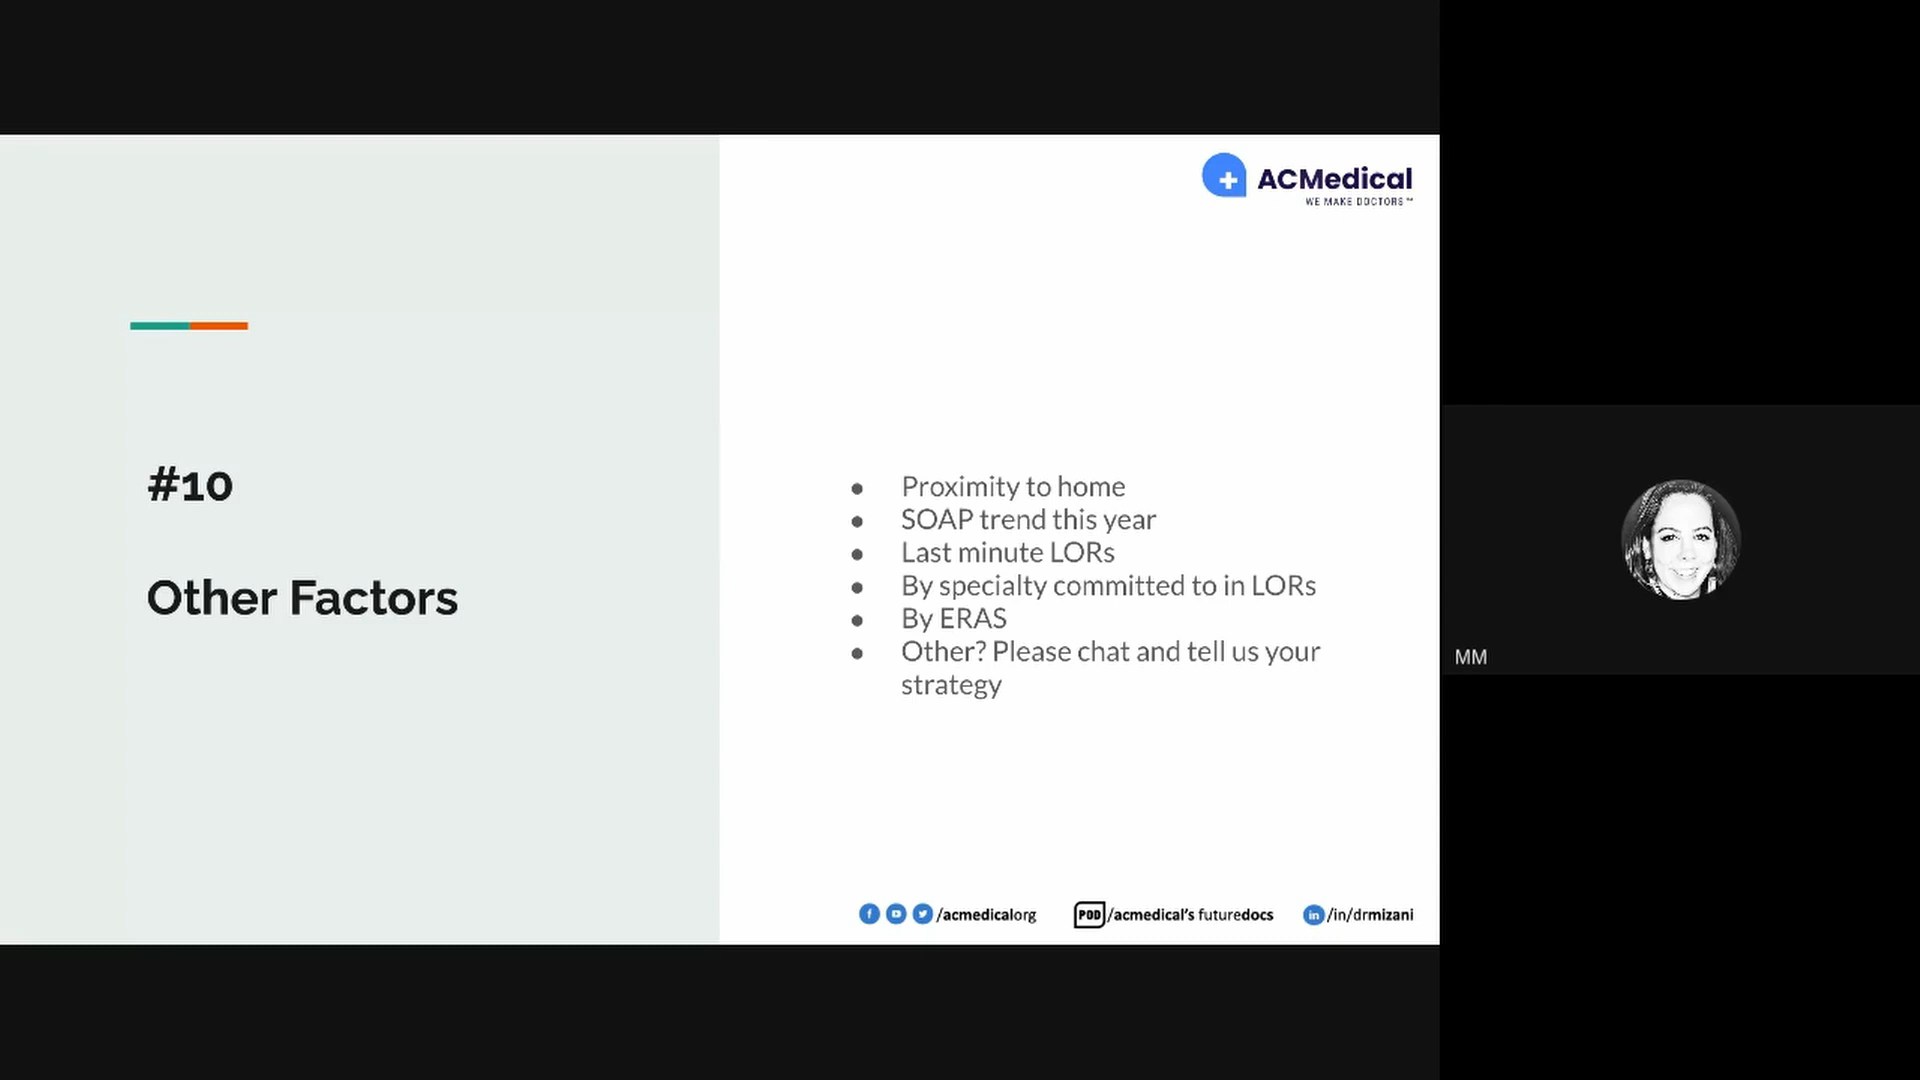 ACMedical
WE MAKE DOCTORS™
#10
Other Factors
● Proximity to home
● SOAP trend this year
● Last minute LORs
● By specialty committed to in LORs
● By ERAS
● Other? Please chat and tell us your
strategy
/acmedicalorg
POD /acmedical's futuredocs
in /in/drmizani
MM